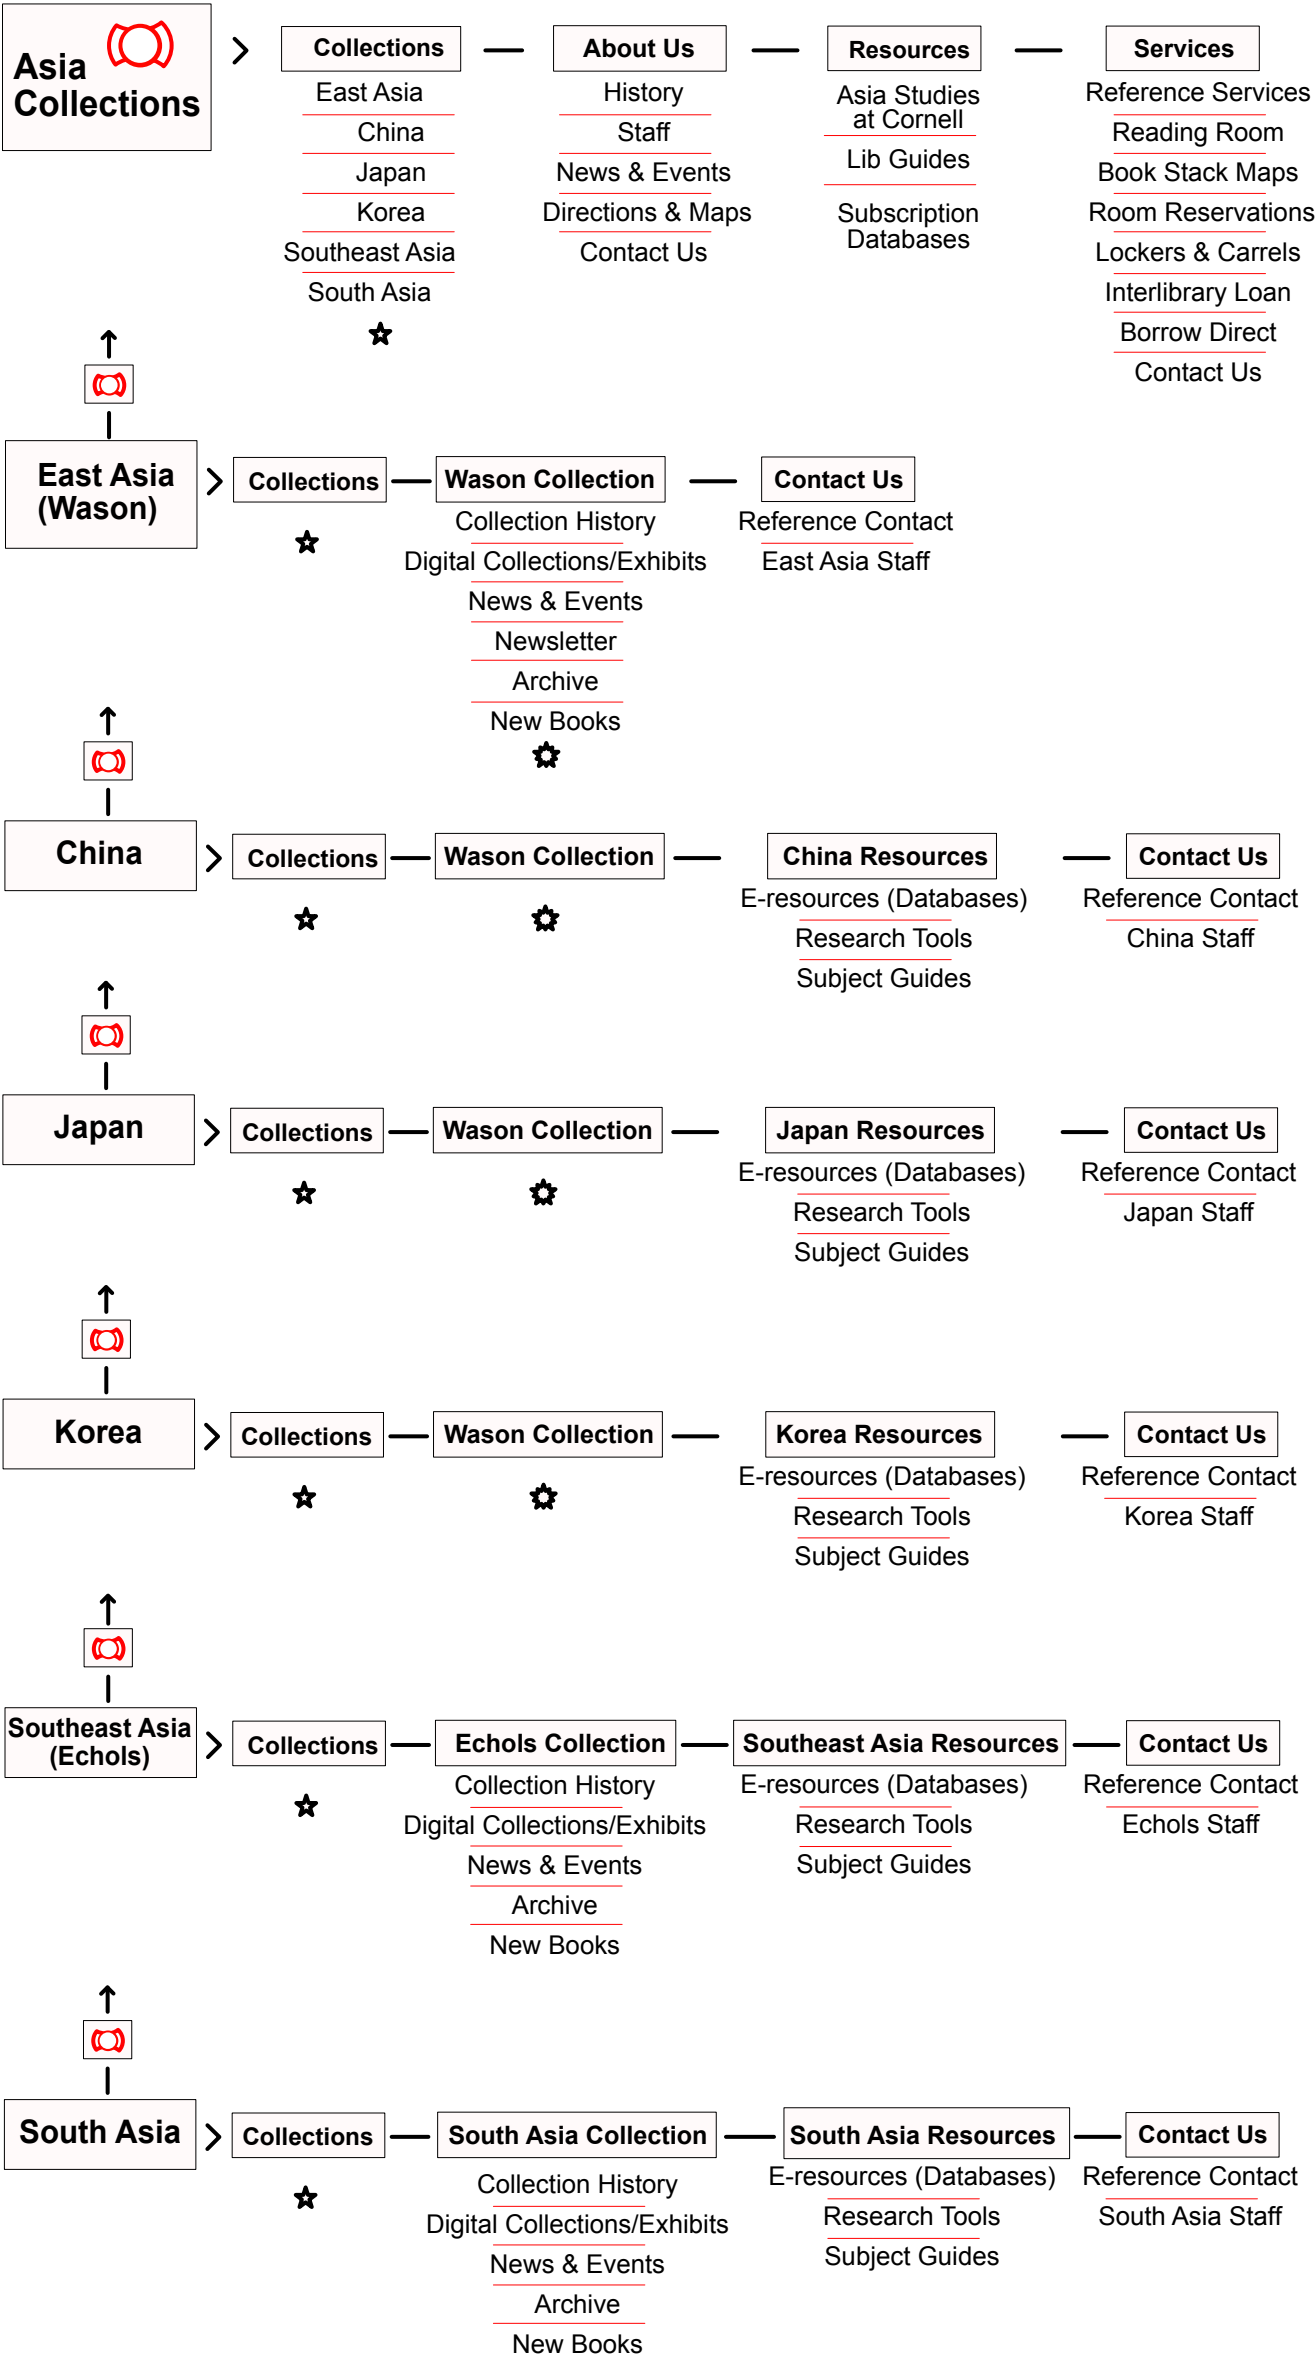 Asia
Collections
Collections
East Asia
China
Japan
Korea
Southeast Asia
South Asia
About Us
History
Staff
News & Events
Directions & Maps
Contact Us
Resources
Asia Studies
at Cornell
Lib Guides
Subscription
Databases
Services
Reference Services
Reading Room
Book Stack Maps
Room Reservations
Lockers & Carrels
Interlibrary Loan
Borrow Direct
Contact Us
East Asia
(Wason)
Collections
Wason Collection
Collection History
Digital Collections/Exhibits
News & Events
Newsletter
Archive
New Books
Contact Us
Reference Contact
East Asia Staff
China
Collections
Wason Collection
China Resources
E-resources (Databases)
Research Tools
Subject Guides
Contact Us
Reference Contact
China Staff
Japan
Collections
Wason Collection
Japan Resources
E-resources (Databases)
Research Tools
Subject Guides
Contact Us
Reference Contact
Japan Staff
Korea
Collections
Wason Collection
Korea Resources
E-resources (Databases)
Research Tools
Subject Guides
Contact Us
Reference Contact
Korea Staff
Southeast Asia
(Echols)
Collections
Echols Collection
Collection History
Digital Collections/Exhibits
News & Events
Archive
New Books
Southeast Asia Resources
E-resources (Databases)
Research Tools
Subject Guides
Contact Us
Reference Contact
Echols Staff
South Asia
Collections
South Asia Collection
Collection History
Digital Collections/Exhibits
News & Events
Archive
New Books
South Asia Resources
E-resources (Databases)
Research Tools
Subject Guides
Contact Us
Reference Contact
South Asia Staff